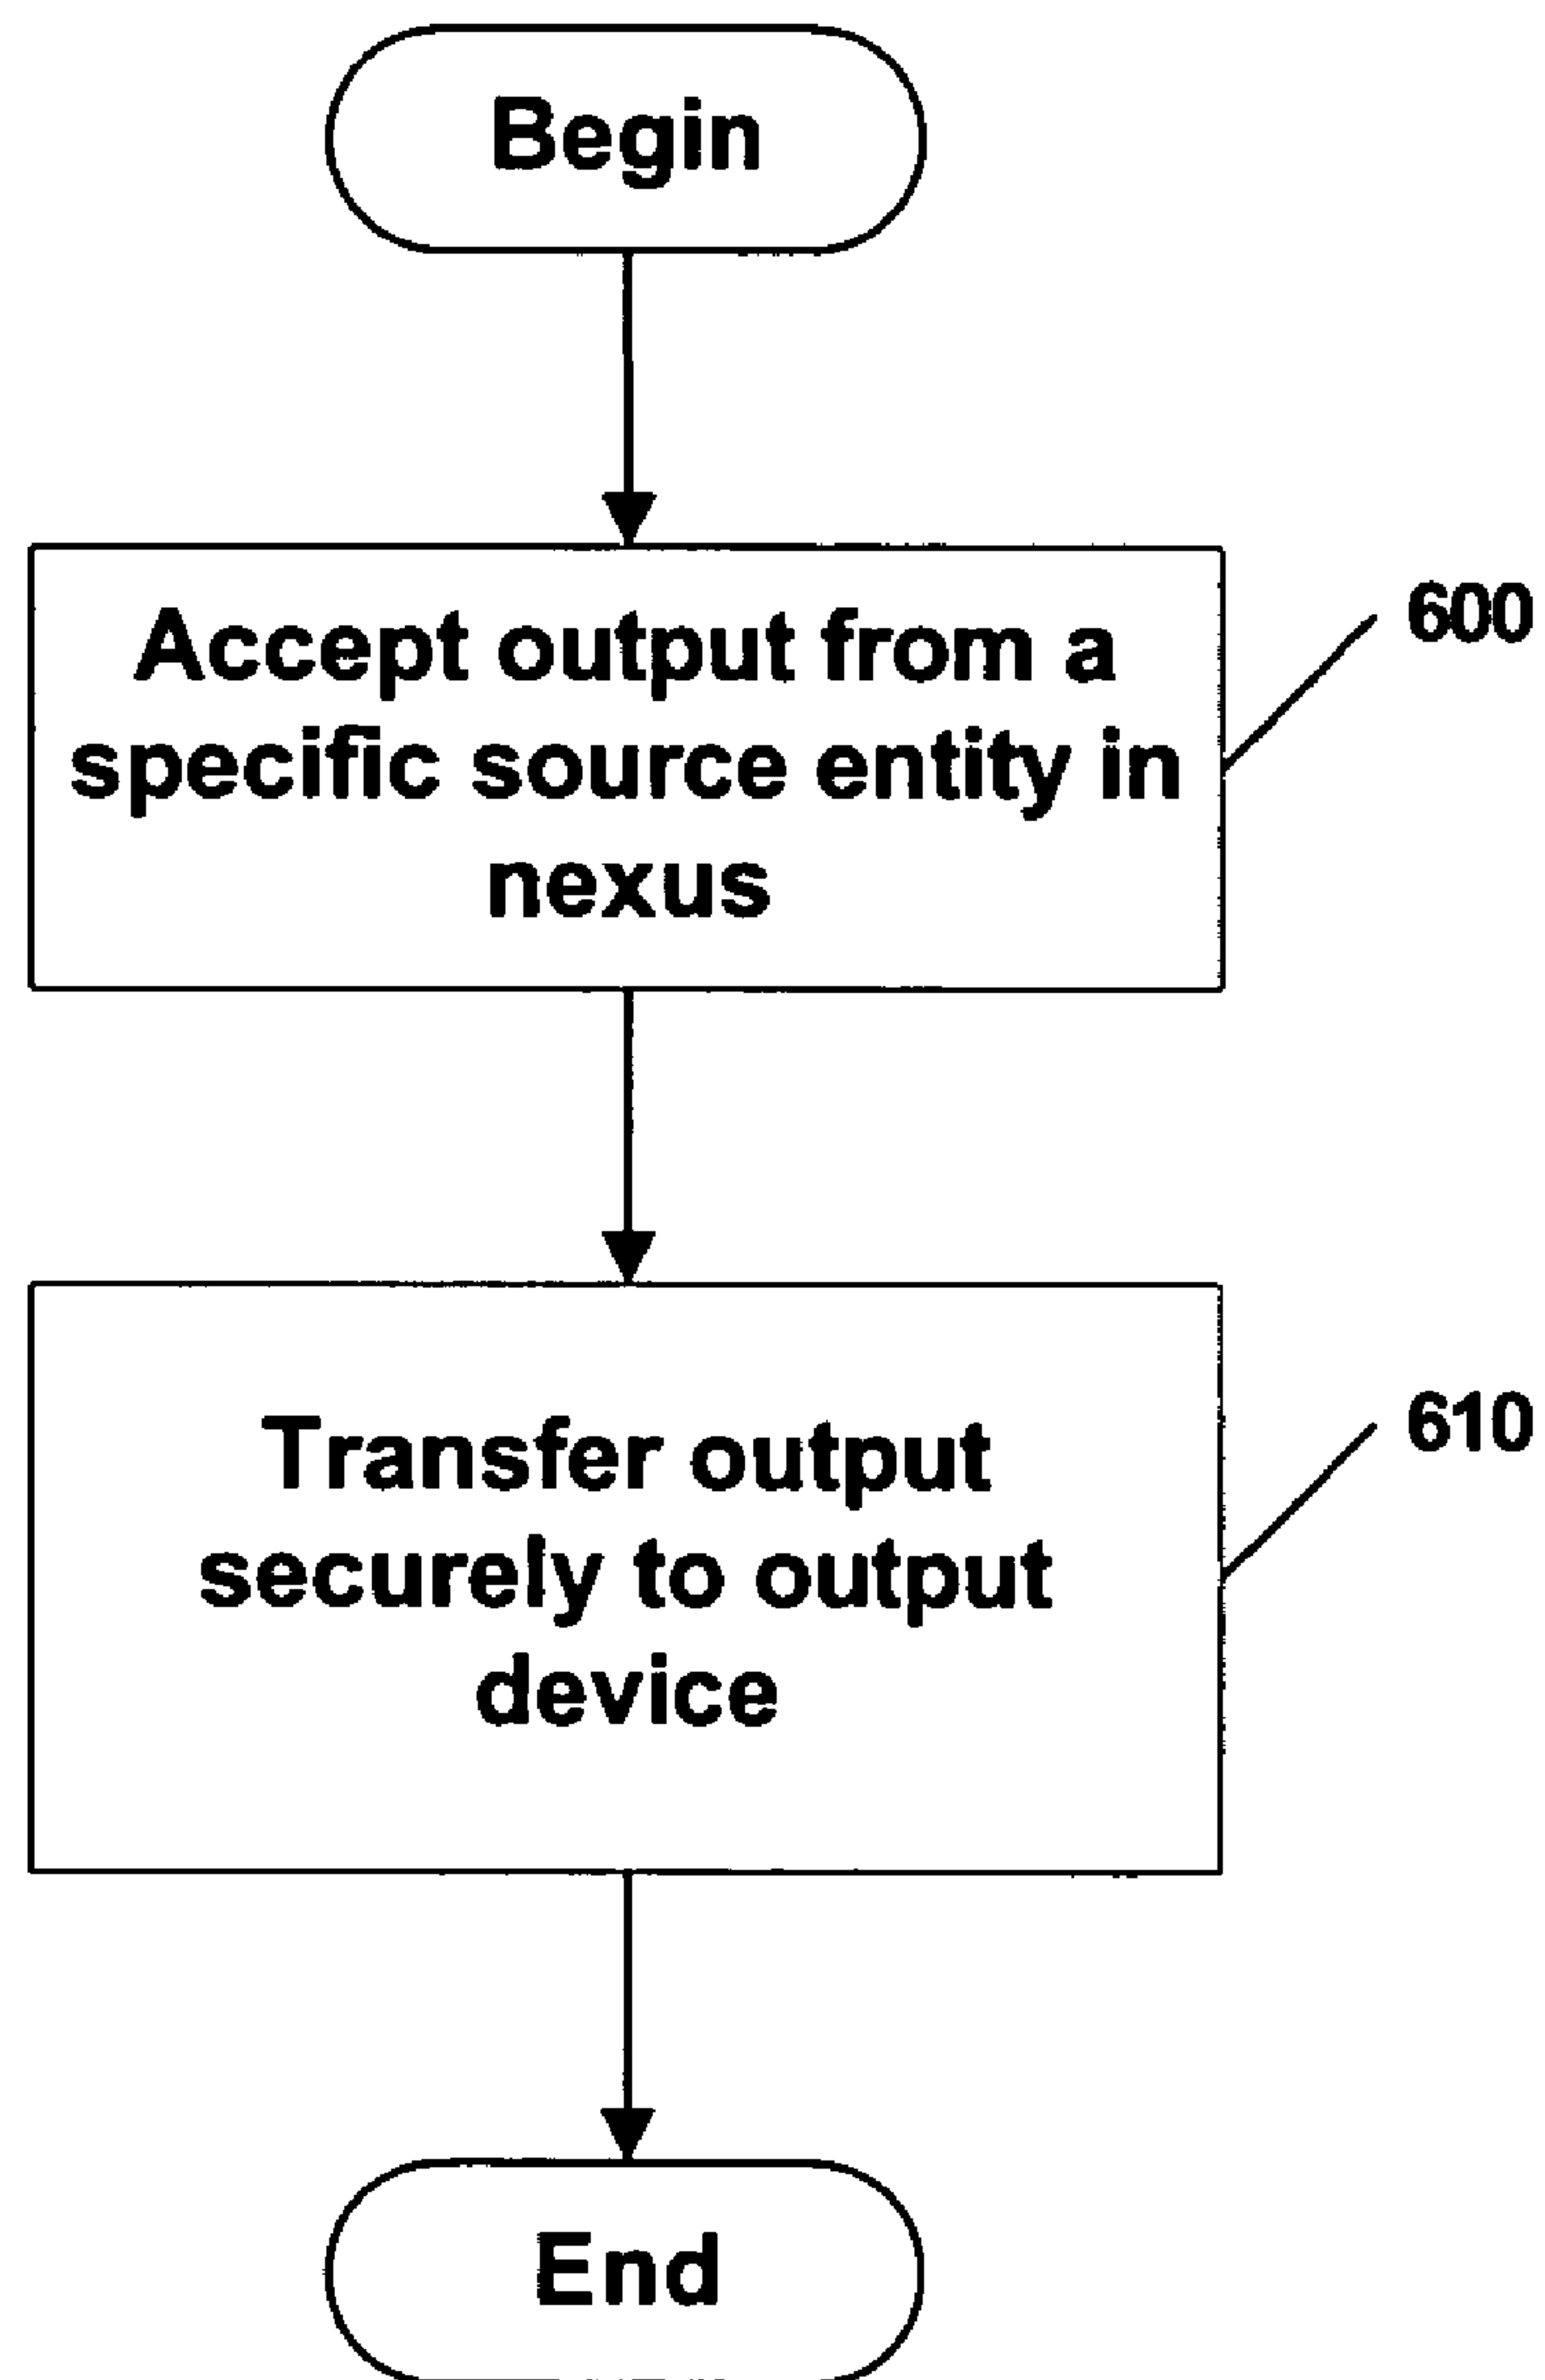 Begin
Accept output from a
specific source entity in
nexus
600
Transfer output
securely to output
device
610
End